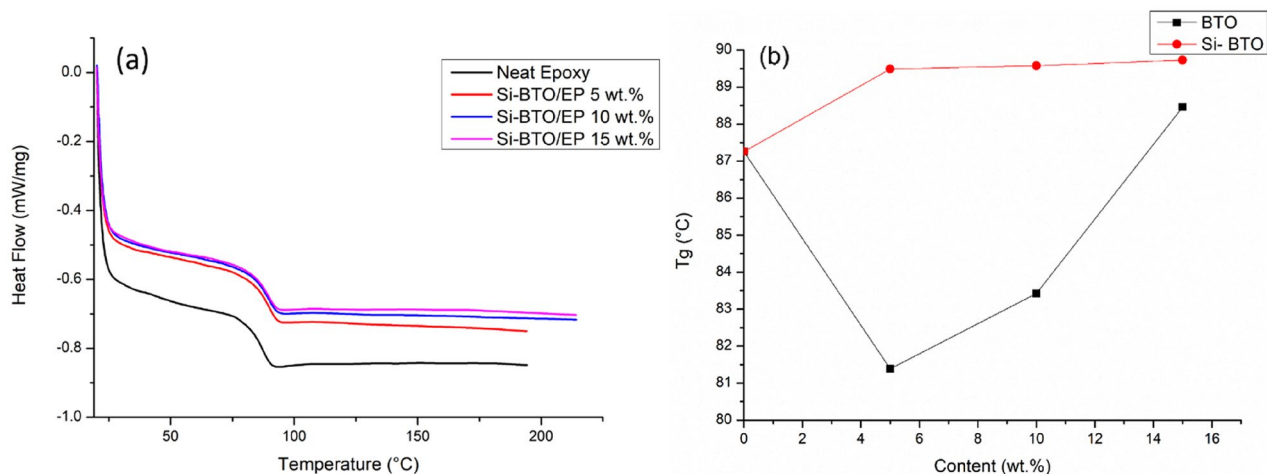 (a)
Neat Epoxy
Si-BTO/EP 5 wt.%
Si-BTO/EP 10 wt.%
Si-BTO/EP 15 wt.%
0.0
-0.2
-0.4
-0.6
-0.8
-1.0
Heat Flow (mW/mg)
50
100
150
200
Temperature (°C)
(b)
BTO
Si- BTO
90
89
88
87
86
85
84
83
82
81
80
Tg (°C)
0
2
4
6
8
10
12
14
16
Content (wt.%)